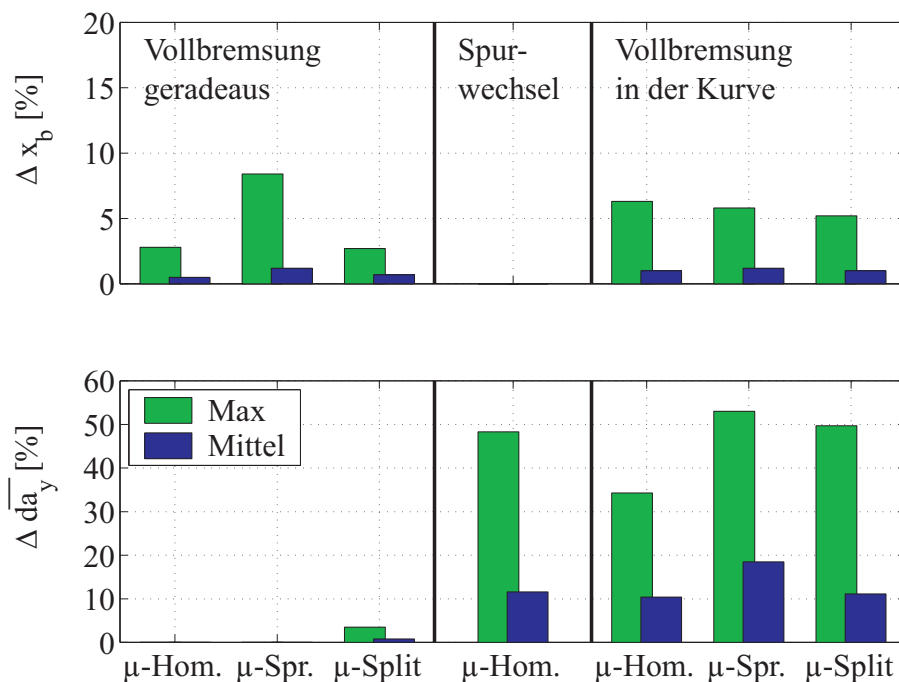 20
15
10
5
0
Δ x_b [%]
Vollbremsung
geradeaus
Spur-
wechsel
Vollbremsung
in der Kurve
60
50
40
30
20
10
0
Δ d̅a̅_y̅ [%]
Max
Mittel
µ-Hom.
µ-Spr.
µ-Split
µ-Hom.
µ-Hom.
µ-Spr.
µ-Split